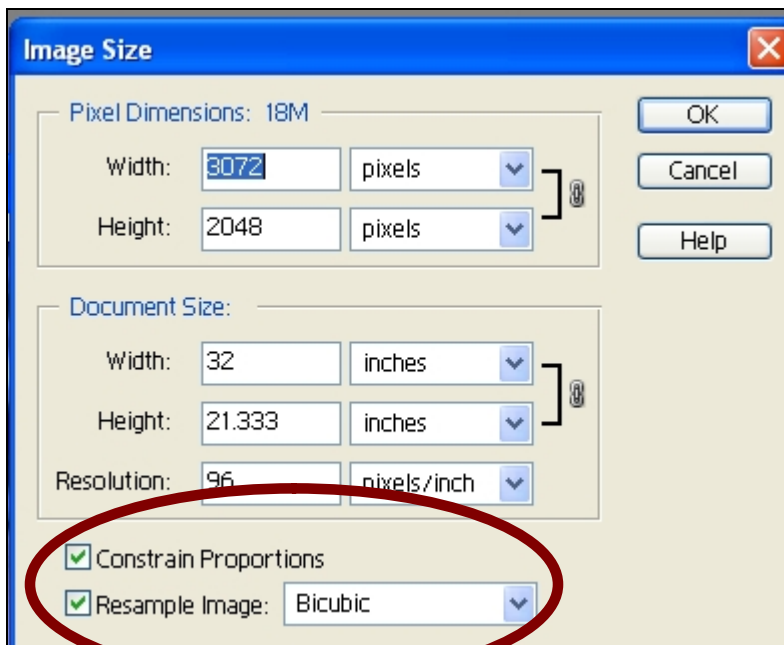 Image Size
Pixel Dimensions: 18M
OK
Width: 3072 pixels
Cancel
Height: 2048 pixels
Help
Document Size:
Width: 32 inches
Height: 21.333 inches
Resolution: 96 pixels/inch
Constrain Proportions
Resample Image: Bicubic